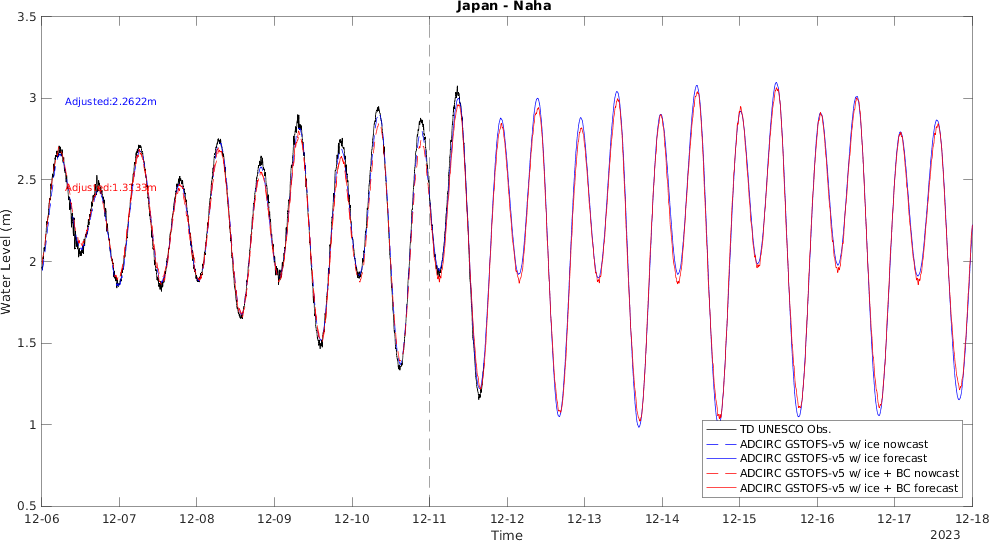 Japan - Naha
3.5
3
2.5
2
1.5
1
0.5
Water Level (m)
Adjusted:2.2622m
Adjusted:1.3133m
TD UNESCO Obs.
ADCIRC GSTOFS-v5 w/ ice nowcast
ADCIRC GSTOFS-v5 w/ ice forecast
ADCIRC GSTOFS-v5 w/ ice + BC nowcast
ADCIRC GSTOFS-v5 w/ ice + BC forecast
12-06 12-07 12-08 12-09 12-10 12-11 12-12 12-13 12-14 12-15 12-16 12-17 12-18
Time
2023